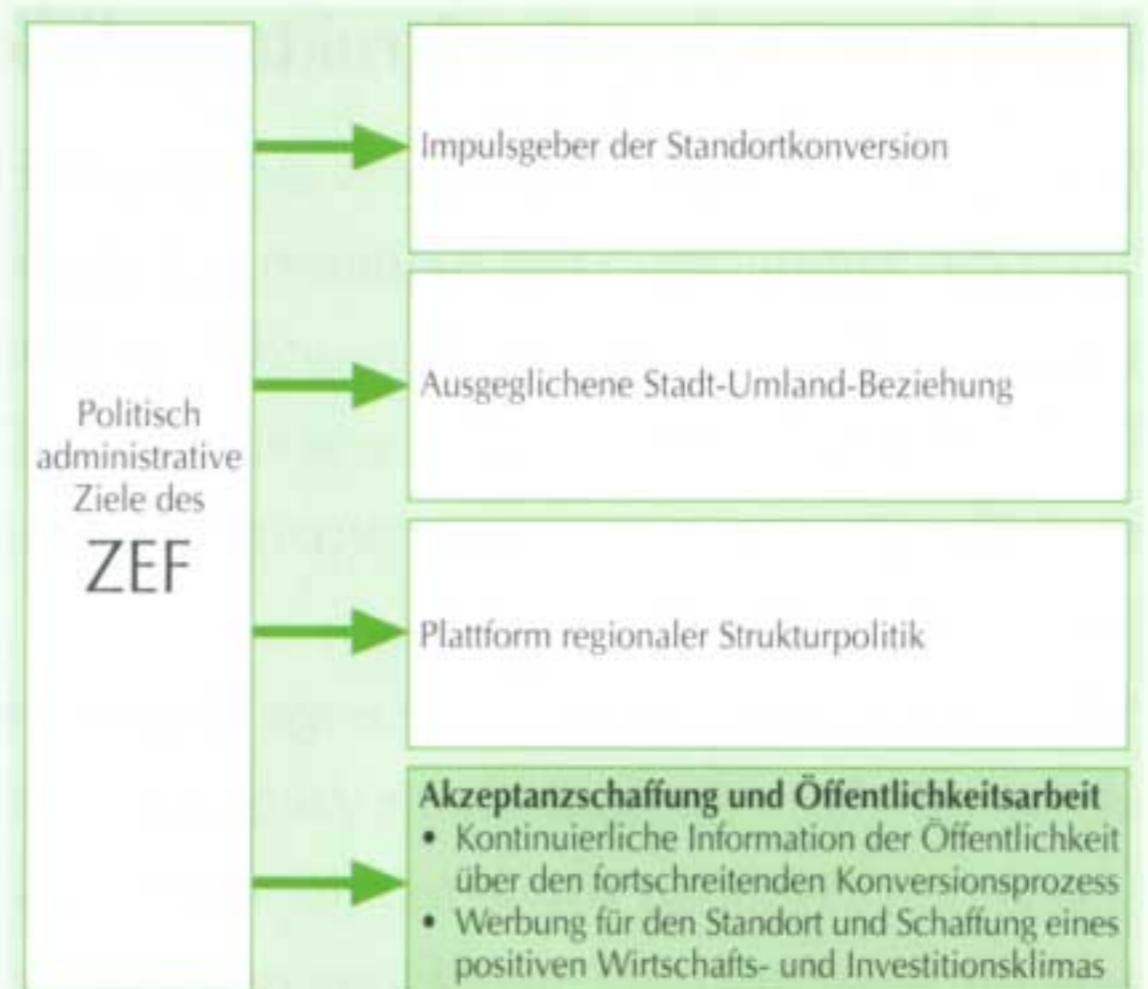 Politisch
administrative
Ziele des
ZEF
Impulsgeber der Standortkonversion
Ausgeglichene Stadt-Umland-Beziehung
Plattform regionaler Strukturpolitik
Akzeptanzschaffung und Öffentlichkeitsarbeit
• Kontinuierliche Information der Öffentlichkeit
über den fortschreitenden Konversionsprozess
• Werbung für den Standort und Schaffung eines
positiven Wirtschafts- und Investitionsklimas